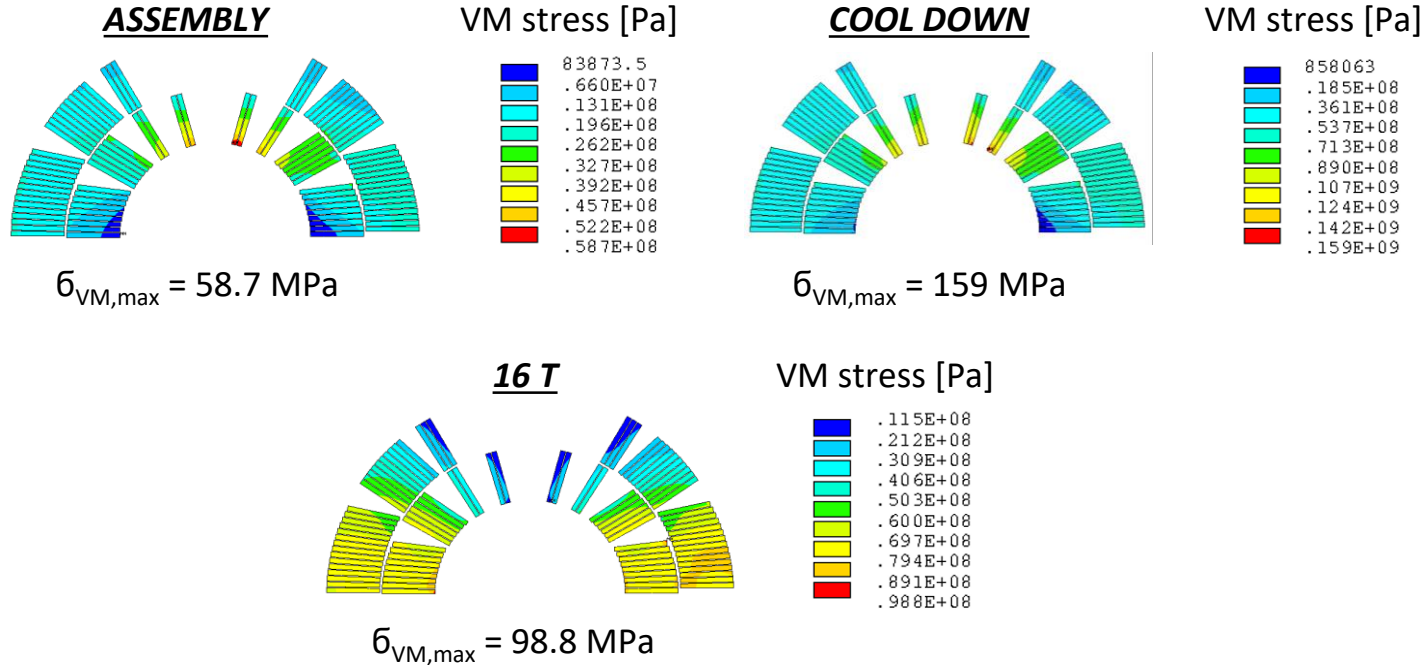 ASSEMBLY
VM stress [Pa]
83873.5
.660E+07
.131E+08
.196E+08
.262E+08
.327E+08
.392E+08
.457E+08
.522E+08
.587E+08
бVM,max = 58.7 MPa
COOL DOWN
VM stress [Pa]
858063
.185E+08
.361E+08
.537E+08
.713E+08
.890E+08
.107E+09
.124E+09
.142E+09
.159E+09
бVM,max = 159 MPa
16 T
VM stress [Pa]
.115E+08
.212E+08
.309E+08
.406E+08
.503E+08
.600E+08
.697E+08
.794E+08
.891E+08
.988E+08
бVM,max = 98.8 MPa